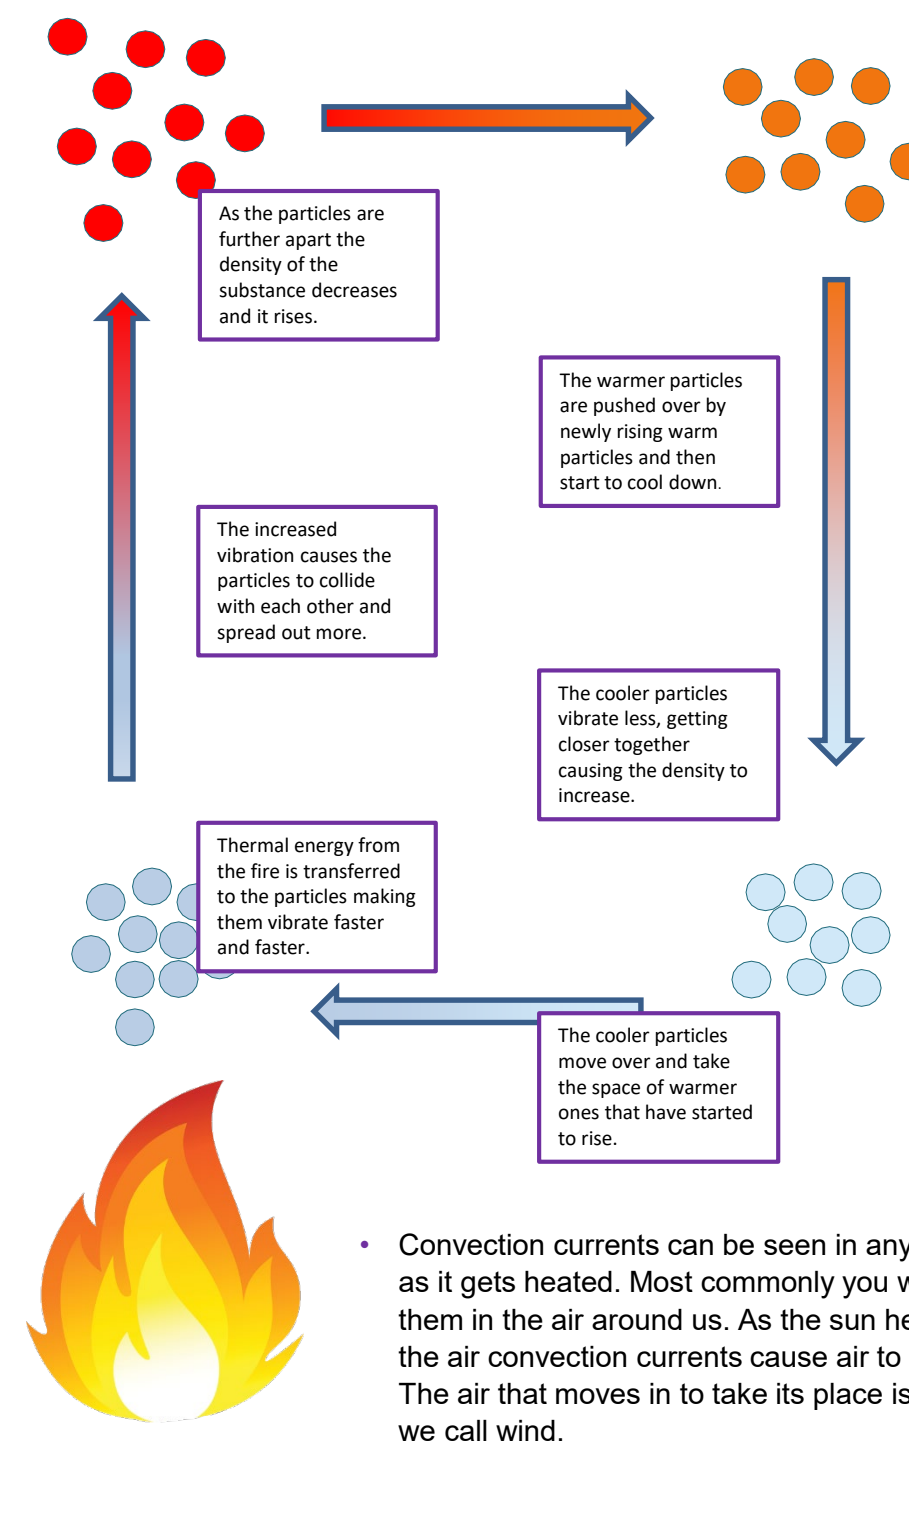 As the particles are
further apart the
density of the
substance decreases
and it rises.
The warmer particles
are pushed over by
newly rising warm
particles and then
start to cool down.
The increased
vibration causes the
particles to collide
with each other and
spread out more.
The cooler particles
vibrate less, getting
closer together
causing the density to
increase.
Thermal energy from
the fire is transferred
to the particles making
them vibrate faster
and faster.
The cooler particles
move over and take
the space of warmer
ones that have started
to rise.
• Convection currents can be seen in any
as it gets heated. Most commonly you
them in the air around us. As the sun
the air convection currents cause air to
The air that moves in to take its place is
we call wind.